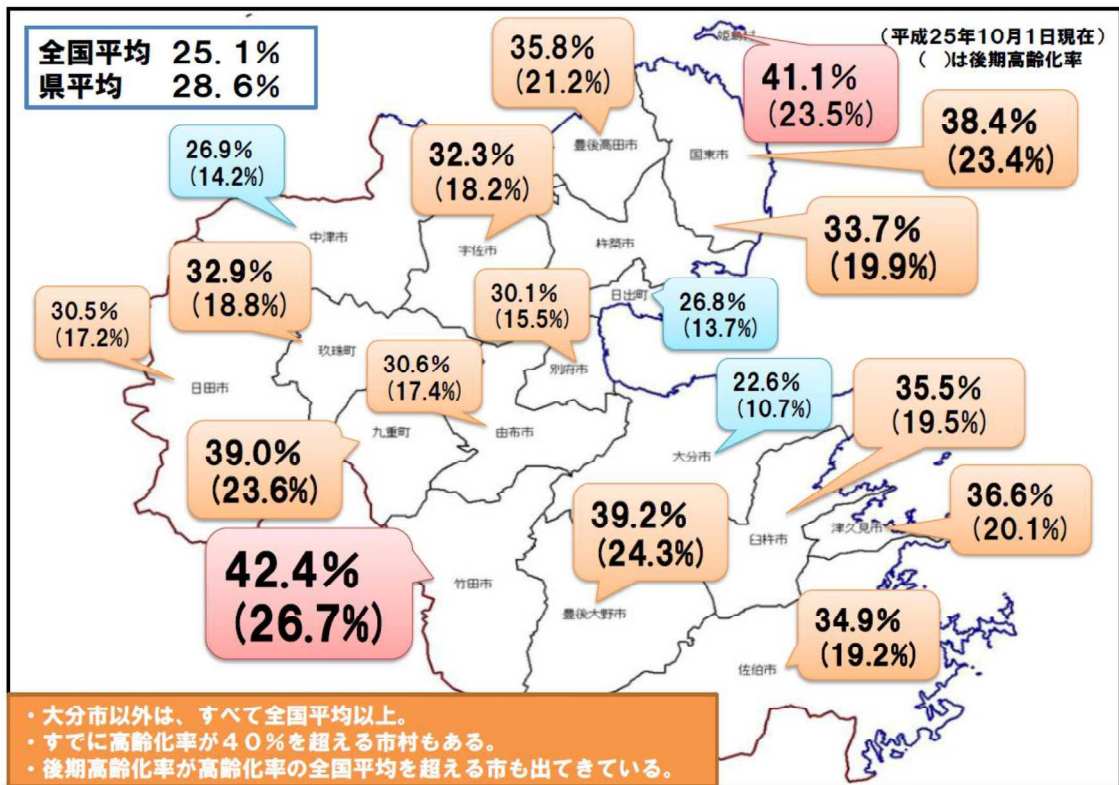 全国平均 25.1%
県平均 28.6%
(平成25年10月1日現在)
( )は後期高齢化率
姫島村
41.1%
(23.5%)
35.8%
(21.2%)
豊後高田市
国東市
38.4%
(23.4%)
26.9%
(14.2%)
中津市
32.3%
(18.2%)
宇佐市
杵築市
33.7%
(19.9%)
日出町
26.8%
(13.7%)
32.9%
(18.8%)
玖珠町
30.1%
(15.5%)
別府市
30.5%
(17.2%)
日田市
30.6%
(17.4%)
由布市
22.6%
(10.7%)
大分市
35.5%
(19.5%)
臼杵市
39.0%
(23.6%)
九重町
36.6%
(20.1%)
津久見市
39.2%
(24.3%)
豊後大野市
42.4%
(26.7%)
竹田市
34.9%
(19.2%)
佐伯市
・大分市以外は、すべて全国平均以上。
・すでに高齢化率が40%を超える市村もある。
・後期高齢化率が高齢化率の全国平均を超える市も出てきている。